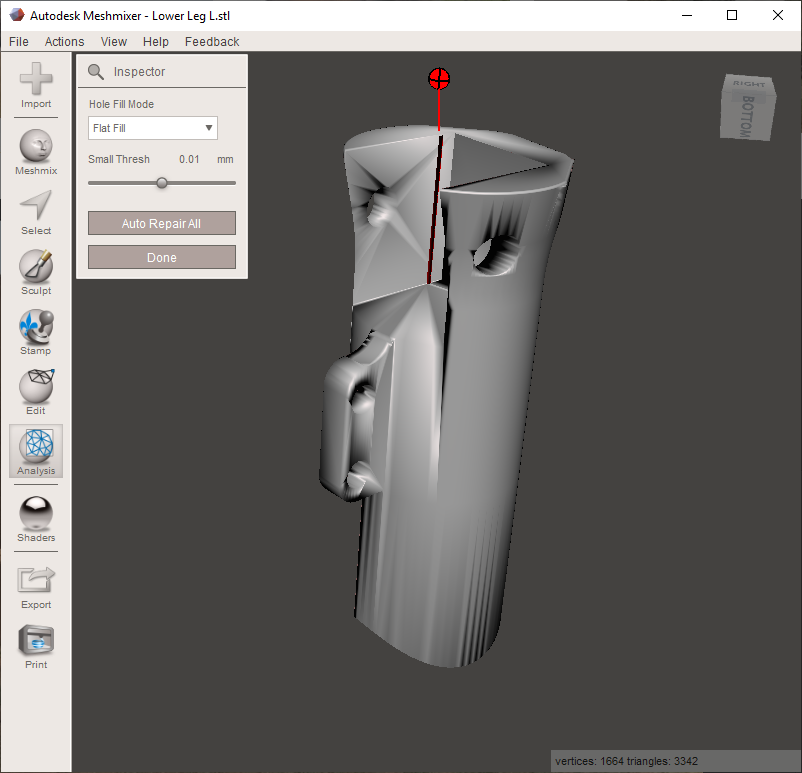 Autodesk Meshmixer - Lower Leg L.stl
File Actions View Help Feedback
Import
Meshmix
Select
Sculpt
Stamp
Edit
Analysis
Shaders
Export
Print
Inspector
Hole Fill Mode
Flat Fill
Small Thresh 0.01 mm
Auto Repair All
Done
RIGHT
BOTTOM
vertices: 1664 triangles: 3342